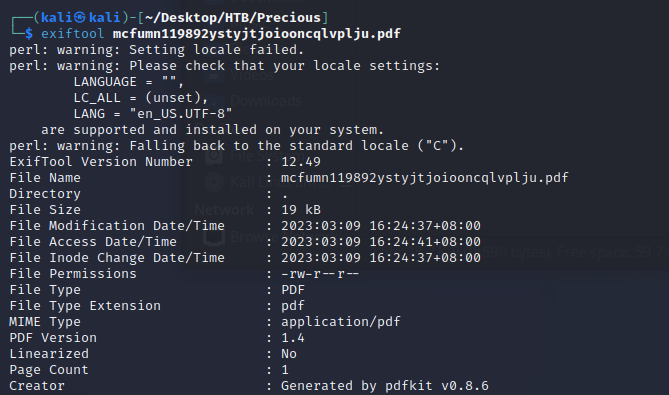 ┌──(kali㉿kali)-[~/Desktop/HTB/Precious]
└─$ exiftool mcfumn119892ystyjtjoiooncqlvplju.pdf
perl: warning: Setting locale failed.
perl: warning: Please check that your locale settings:
        LANGUAGE = "",
        LC_ALL = (unset),
        LANG = "en_US.UTF-8"
    are supported and installed on your system.
perl: warning: Falling back to the standard locale ("C").
ExifTool Version Number         : 12.49
File Name                       : mcfumn119892ystyjtjoiooncqlvplju.pdf
Directory                       : .
File Size                       : 19 kB
File Modification Date/Time     : 2023:03:09 16:24:37+08:00
File Access Date/Time           : 2023:03:09 16:24:41+08:00
File Inode Change Date/Time     : 2023:03:09 16:24:37+08:00
File Permissions                : -rw-r--r--
File Type                       : PDF
File Type Extension             : pdf
MIME Type                       : application/pdf
PDF Version                     : 1.4
Linearized                      : No
Page Count                      : 1
Creator                         : Generated by pdfkit v0.8.6
Videos
Downloads
Network